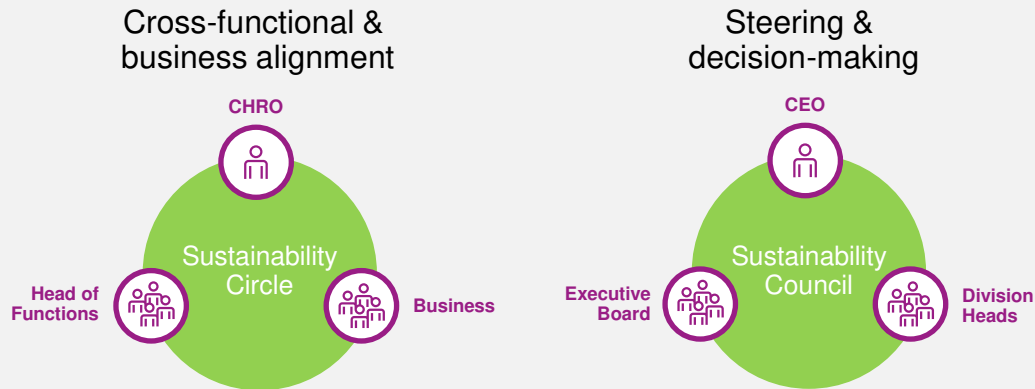 Cross-functional &
business alignment
CHRO
Sustainability
Circle
Head of
Functions
Business
Steering &
decision-making
CEO
Sustainability
Council
Executive
Board
Division
Heads